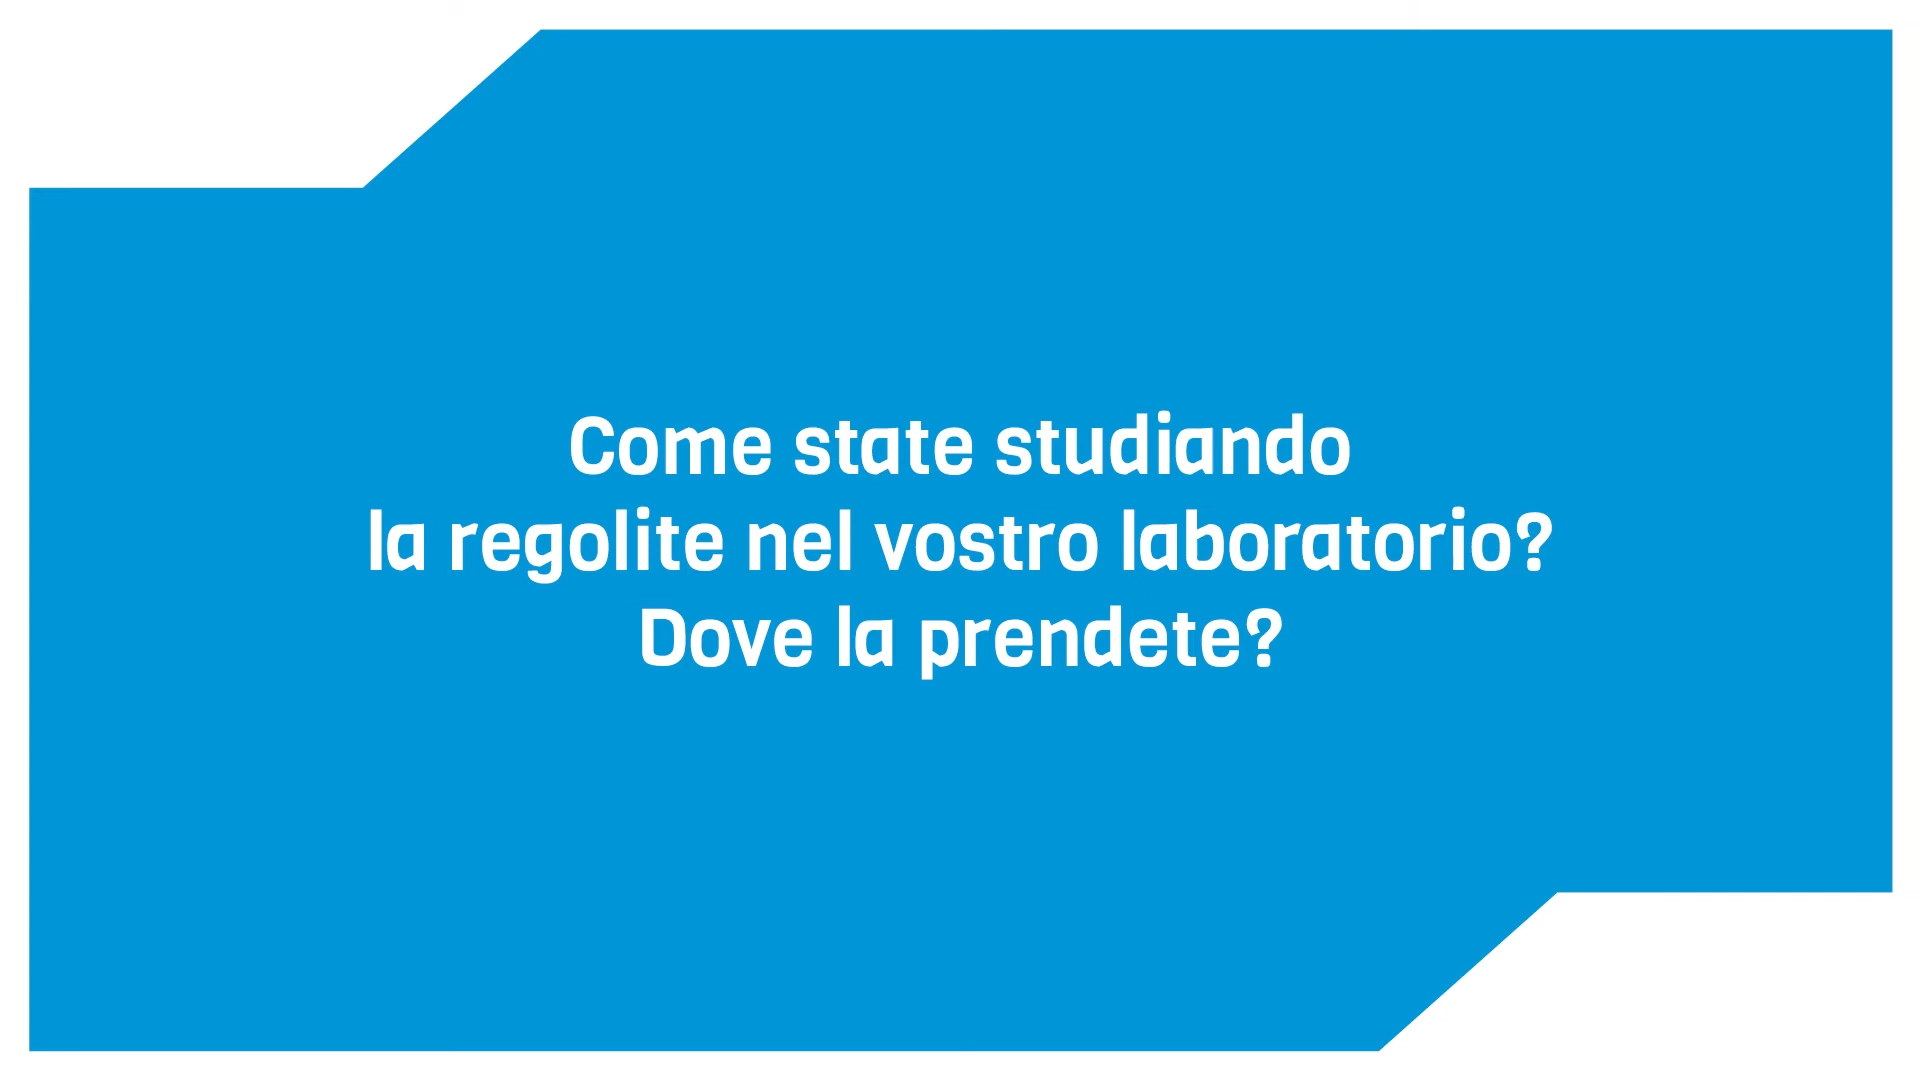 Come state studiando
la regolite nel vostro laboratorio?
Dove la prendete?